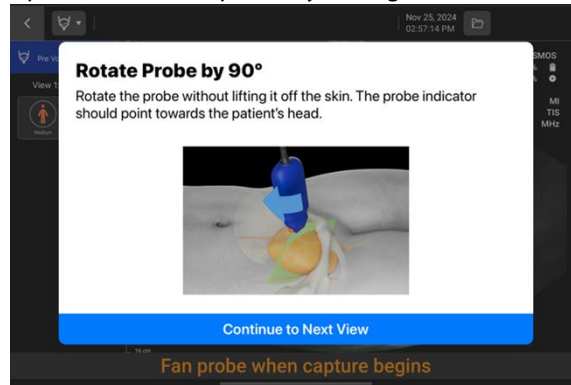 Nov 25, 2024
02:57:14 PM
Pre Vo
SMOS
%
%
View 1:
Medium
MI
TIS
MHz
Rotate Probe by 90°
Rotate the probe without lifting it off the skin. The probe indicator
should point towards the patient's head.
Continue to Next View
16 cm
Fan probe when capture begins